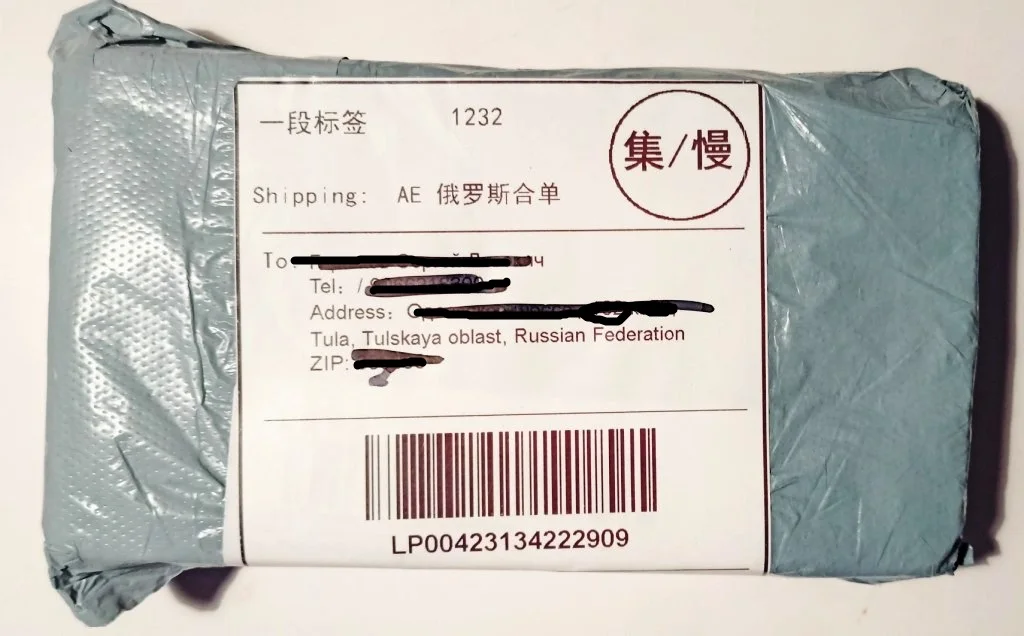 一段标签 1232
集/慢
Shipping: AE 俄罗斯合单
To:
Tel:
Address:
Tula, Tulskaya oblast, Russian Federation
ZIP:
LP00423134222909